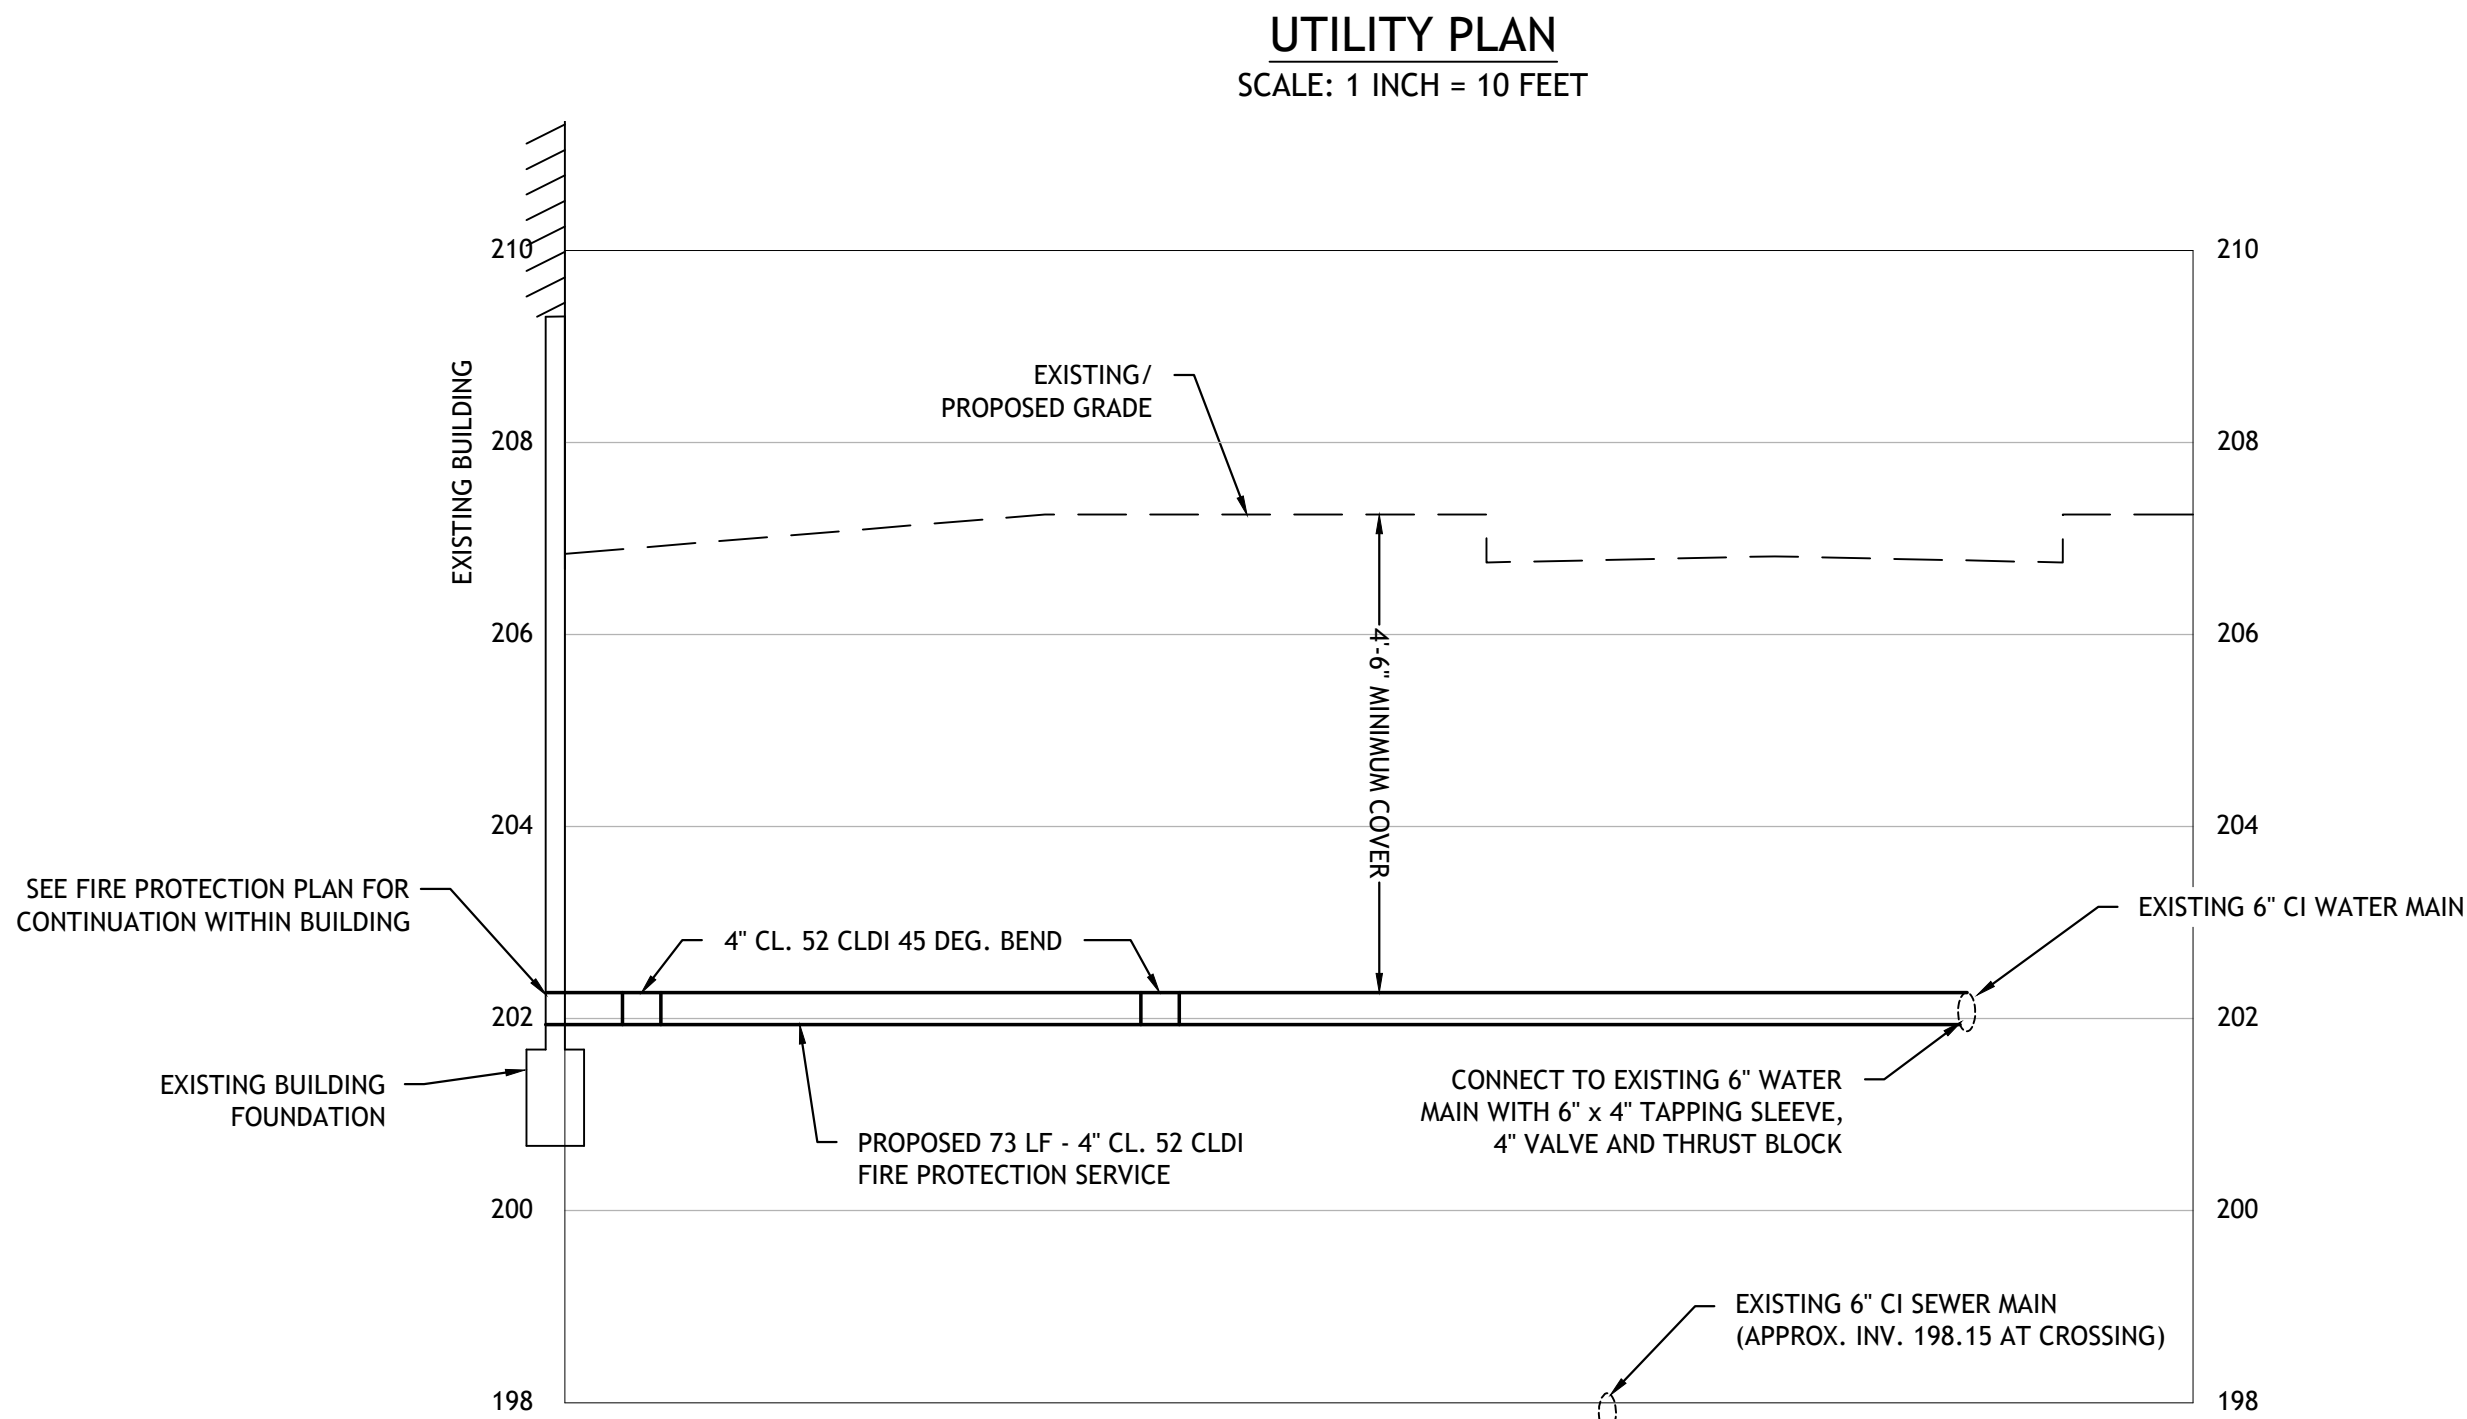 UTILITY PLAN
SCALE: 1 INCH = 10 FEET
210
210
EXISTING BUILDING
EXISTING/
PROPOSED GRADE
208
208
206
206
4'-6" MINIMUM COVER
204
204
SEE FIRE PROTECTION PLAN FOR
CONTINUATION WITHIN BUILDING
EXISTING 6" CI WATER MAIN
4" CL. 52 CLDI 45 DEG. BEND
202
202
EXISTING BUILDING
FOUNDATION
CONNECT TO EXISTING 6" WATER
MAIN WITH 6" x 4" TAPPING SLEEVE,
4" VALVE AND THRUST BLOCK
PROPOSED 73 LF - 4" CL. 52 CLDI
FIRE PROTECTION SERVICE
200
200
EXISTING 6" CI SEWER MAIN
(APPROX. INV. 198.15 AT CROSSING)
198
198